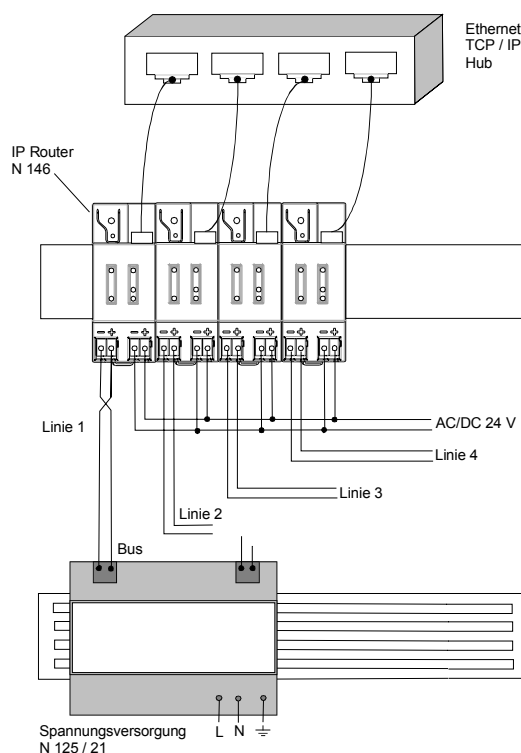 Ethernet
TCP / IP
Hub
IP Router
N 146
- + - + - + - + - + - + - + - +
AC/DC 24 V
Linie 1
Linie 4
Linie 3
Linie 2
Bus
L N
Spannungsversorgung
N 125 / 21